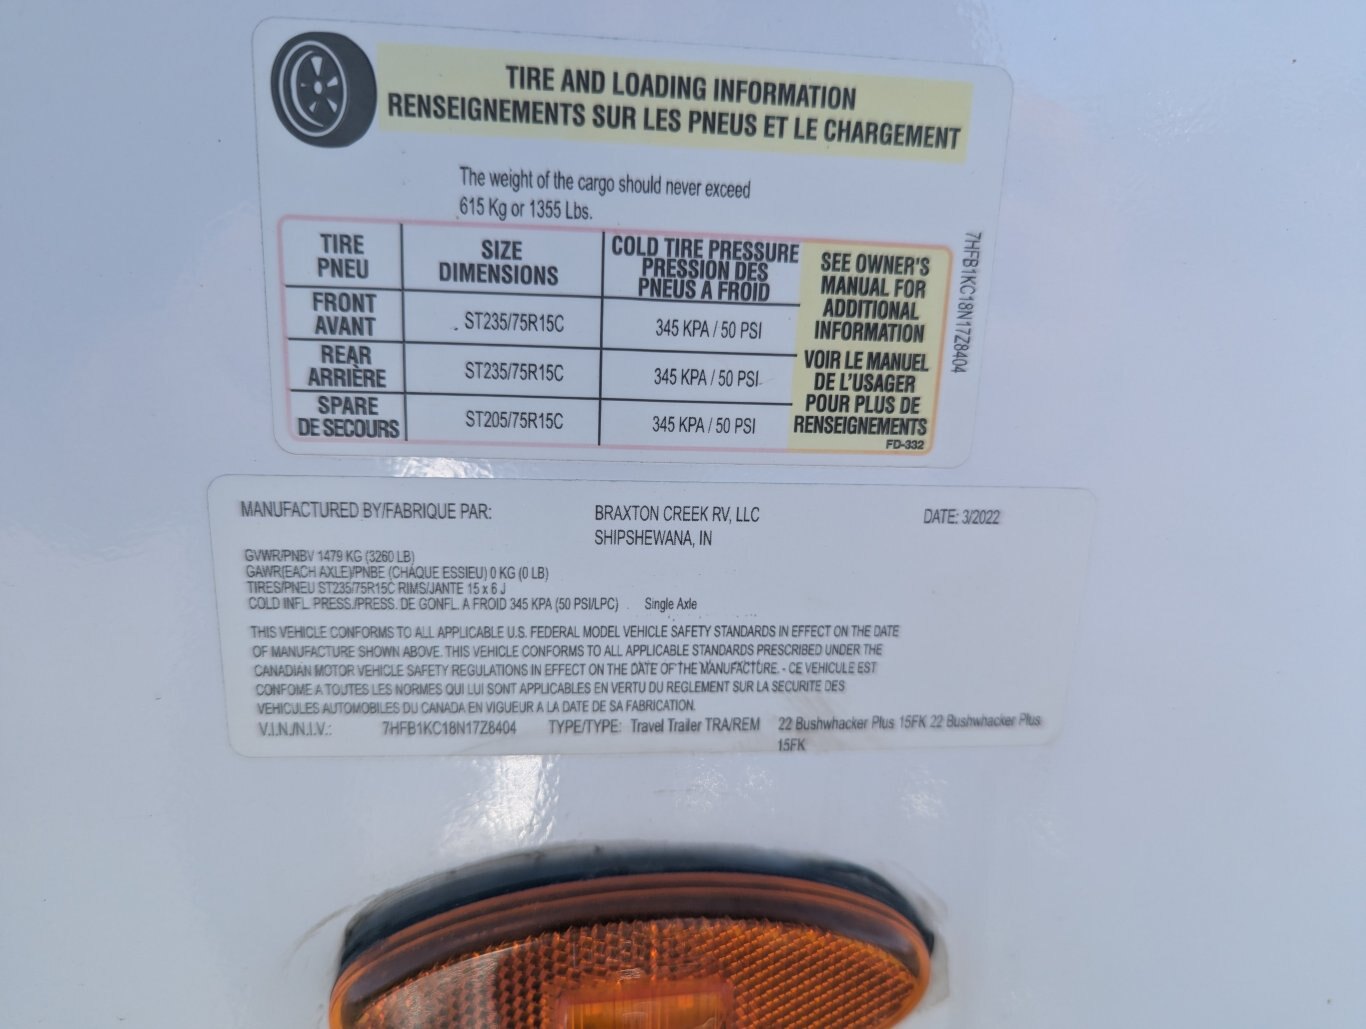 TIRE AND LOADING INFORMATION
RENSEIGNEMENTS SUR LES PNEUS ET LE CHARGEMENT
The weight of the cargo should never exceed
615 Kg or 1355 Lbs.
TIRE
PNEU
SIZE
DIMENSIONS
COLD TIRE PRESSURE
PRESSION DES
PNEUS A FROID
FRONT
AVANT
ST235/75R15C
345 KPA / 50 PSI
REAR
ARRIÈRE
ST235/75R15C
345 KPA / 50 PSI
SPARE
DE SECOURS
ST205/75R15C
345 KPA / 50 PSI
SEE OWNER'S
MANUAL FOR
ADDITIONAL
INFORMATION
VOIR LE MANUEL
DE L'USAGER
POUR PLUS DE
RENSEIGNEMENTS
FD-332
7HFB1KC18N17Z8404
MANUFACTURED BY/FABRIQUE PAR: BRAXTON CREEK RV, LLC DATE: 3/2022
SHIPSHEWANA, IN
GVWR/PNBV 1479 KG (3260 LB)
GAWR(EACH AXLE)/PNBE (CHAQUE ESSIEU) 0 KG (0 LB)
TIRES/PNEU ST235/75R15C RIMS/JANTE 15 x 6 J
COLD INFL. PRESS./PRESS. DE GONFL. A FROID 345 KPA (50 PSI/LPC) Single Axle
THIS VEHICLE CONFORMS TO ALL APPLICABLE U.S. FEDERAL MODEL VEHICLE SAFETY STANDARDS IN EFFECT ON THE DATE
OF MANUFACTURE SHOWN ABOVE. THIS VEHICLE CONFORMS TO ALL APPLICABLE STANDARDS PRESCRIBED UNDER THE
CANADIAN MOTOR VEHICLE SAFETY REGULATIONS IN EFFECT ON THE DATE OF THE MANUFACTURE. - CE VEHICULE EST
CONFOME A TOUTES LES NORMES QUI LUI SONT APPLICABLES EN VERTU DU REGLEMENT SUR LA SECURITE DES
VEHICULES AUTOMOBILES DU CANADA EN VIGUEUR A LA DATE DE SA FABRICATION.
V.I.N./N.I.V.: 7HFB1KC18N17Z8404 TYPE/TYPE: Travel Trailer TRA/REM 22 Bushwhacker Plus 15FK 22 Bushwhacker Plus
15FK